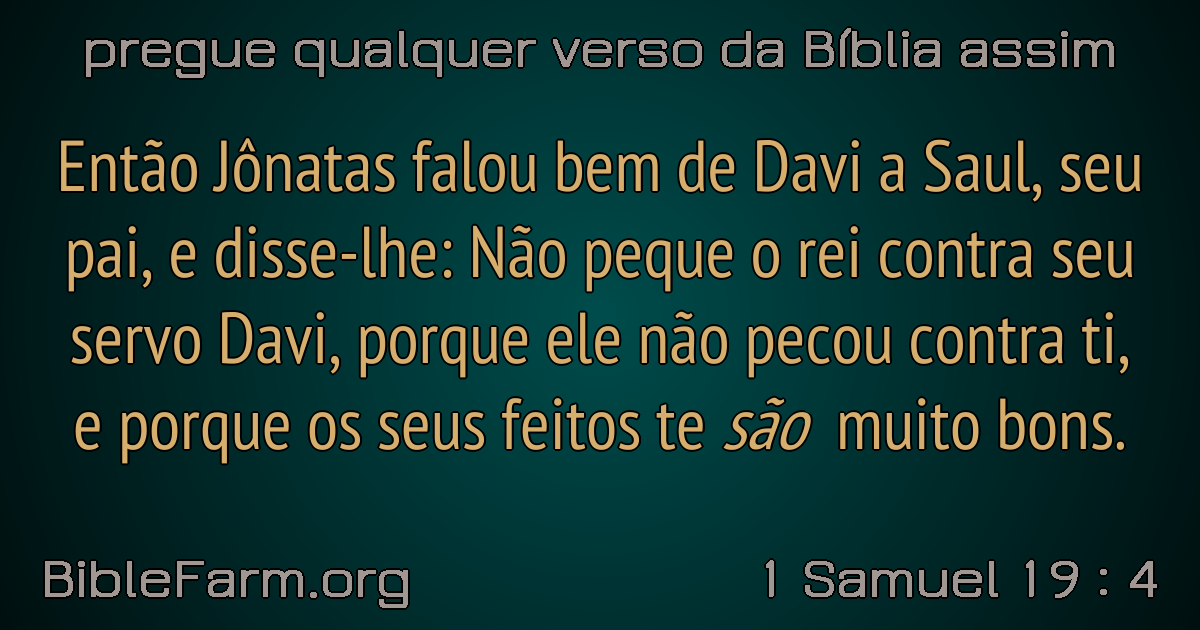 pregue qualquer verso da Bíblia assim
Então Jônatas falou bem de Davi a Saul, seu
pai, e disse-lhe: Não peque o rei contra seu
servo Davi, porque ele não pecou contra ti,
e porque os seus feitos te são muito bons.
BibleFarm.org
1 Samuel 19 : 4